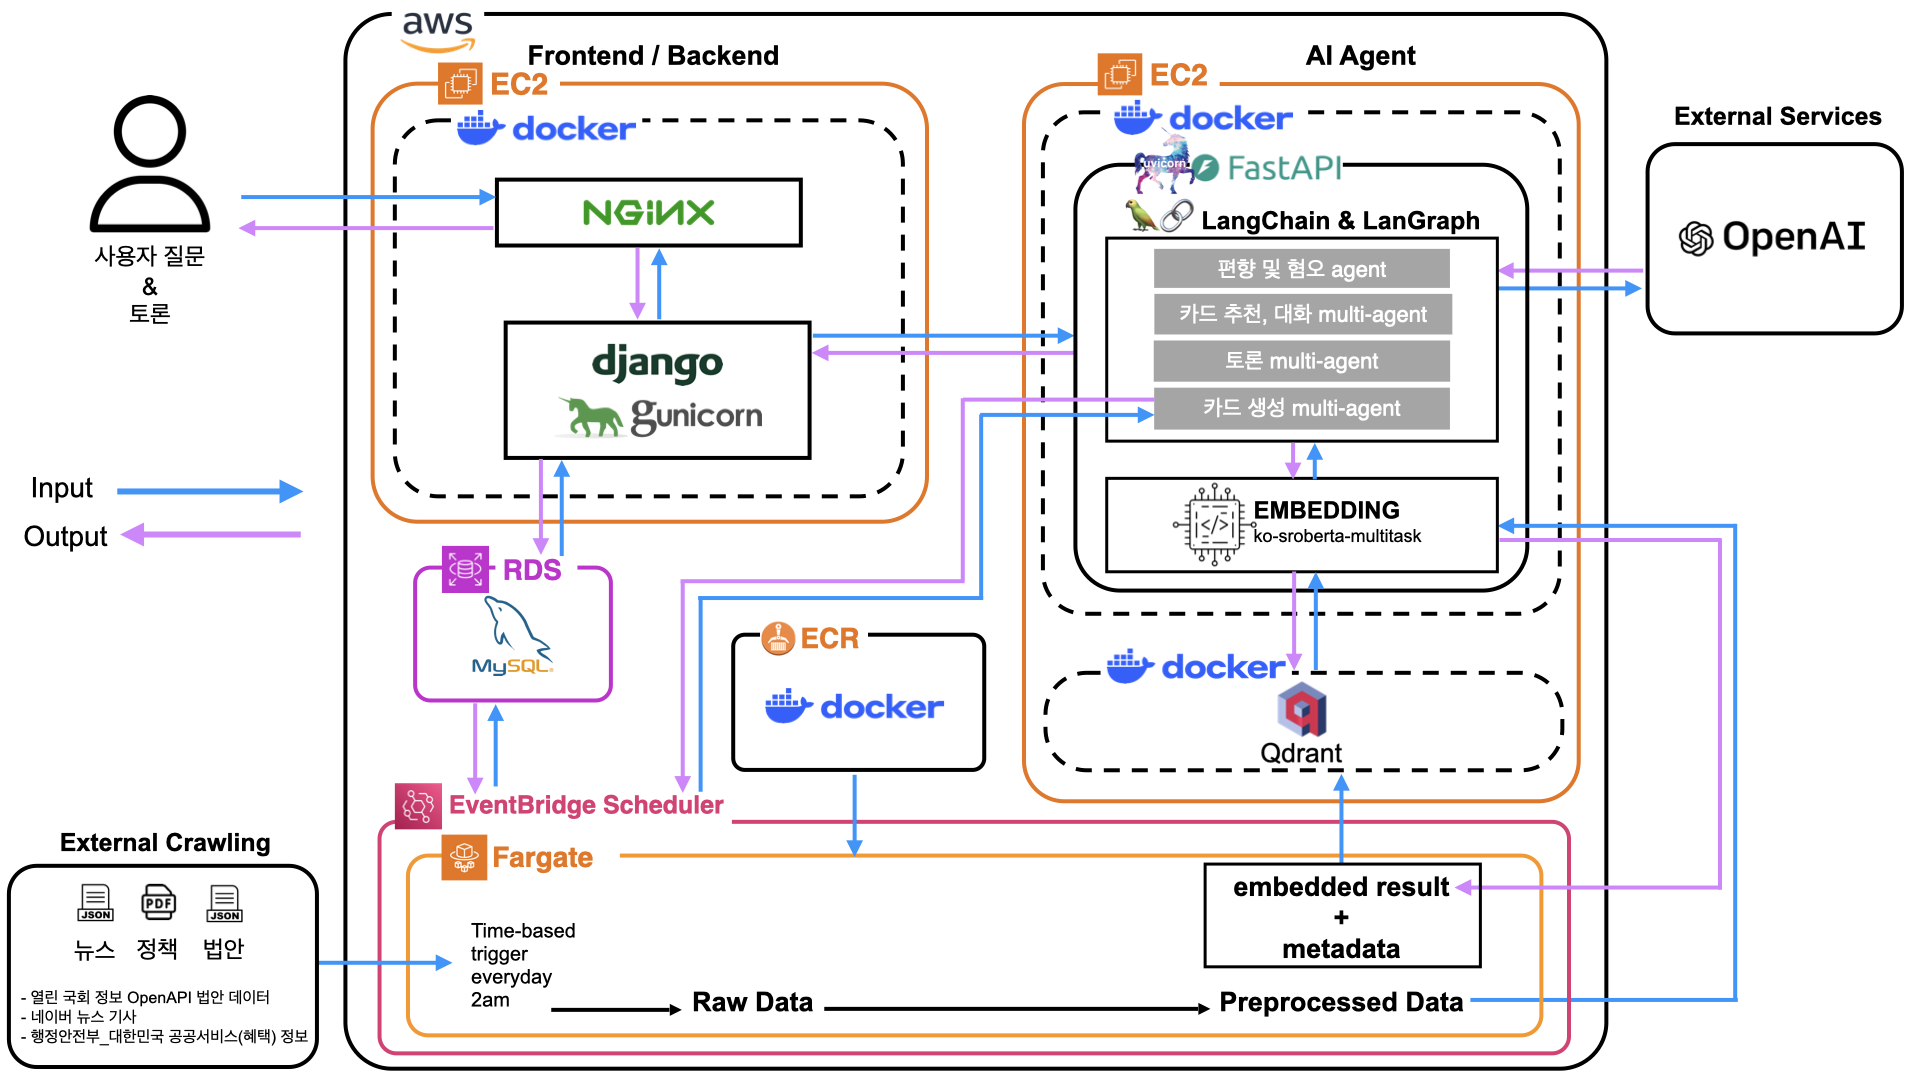 aws
Frontend / Backend
EC2
docker
NGINX
django
gunicorn
사용자 질문
&
토론
Input
Output
RDS
MySQL
ECR
docker
AI Agent
EC2
docker
uvicorn
FastAPI
LangChain & LanGraph
편향 및 혐오 agent
카드 추천, 대화 multi-agent
토론 multi-agent
카드 생성 multi-agent
</>
EMBEDDING
ko-sroberta-multitask
docker
Qdrant
External Services
OpenAI
EventBridge Scheduler
Fargate
Time-based
trigger
everyday
2am
Raw Data
Preprocessed Data
embedded result
+
metadata
External Crawling
JSON
PDF
JSON
뉴스
정책
법안
- 열린 국회 정보 OpenAPI 법안 데이터
- 네이버 뉴스 기사
- 행정안전부_대한민국 공공서비스(혜택) 정보